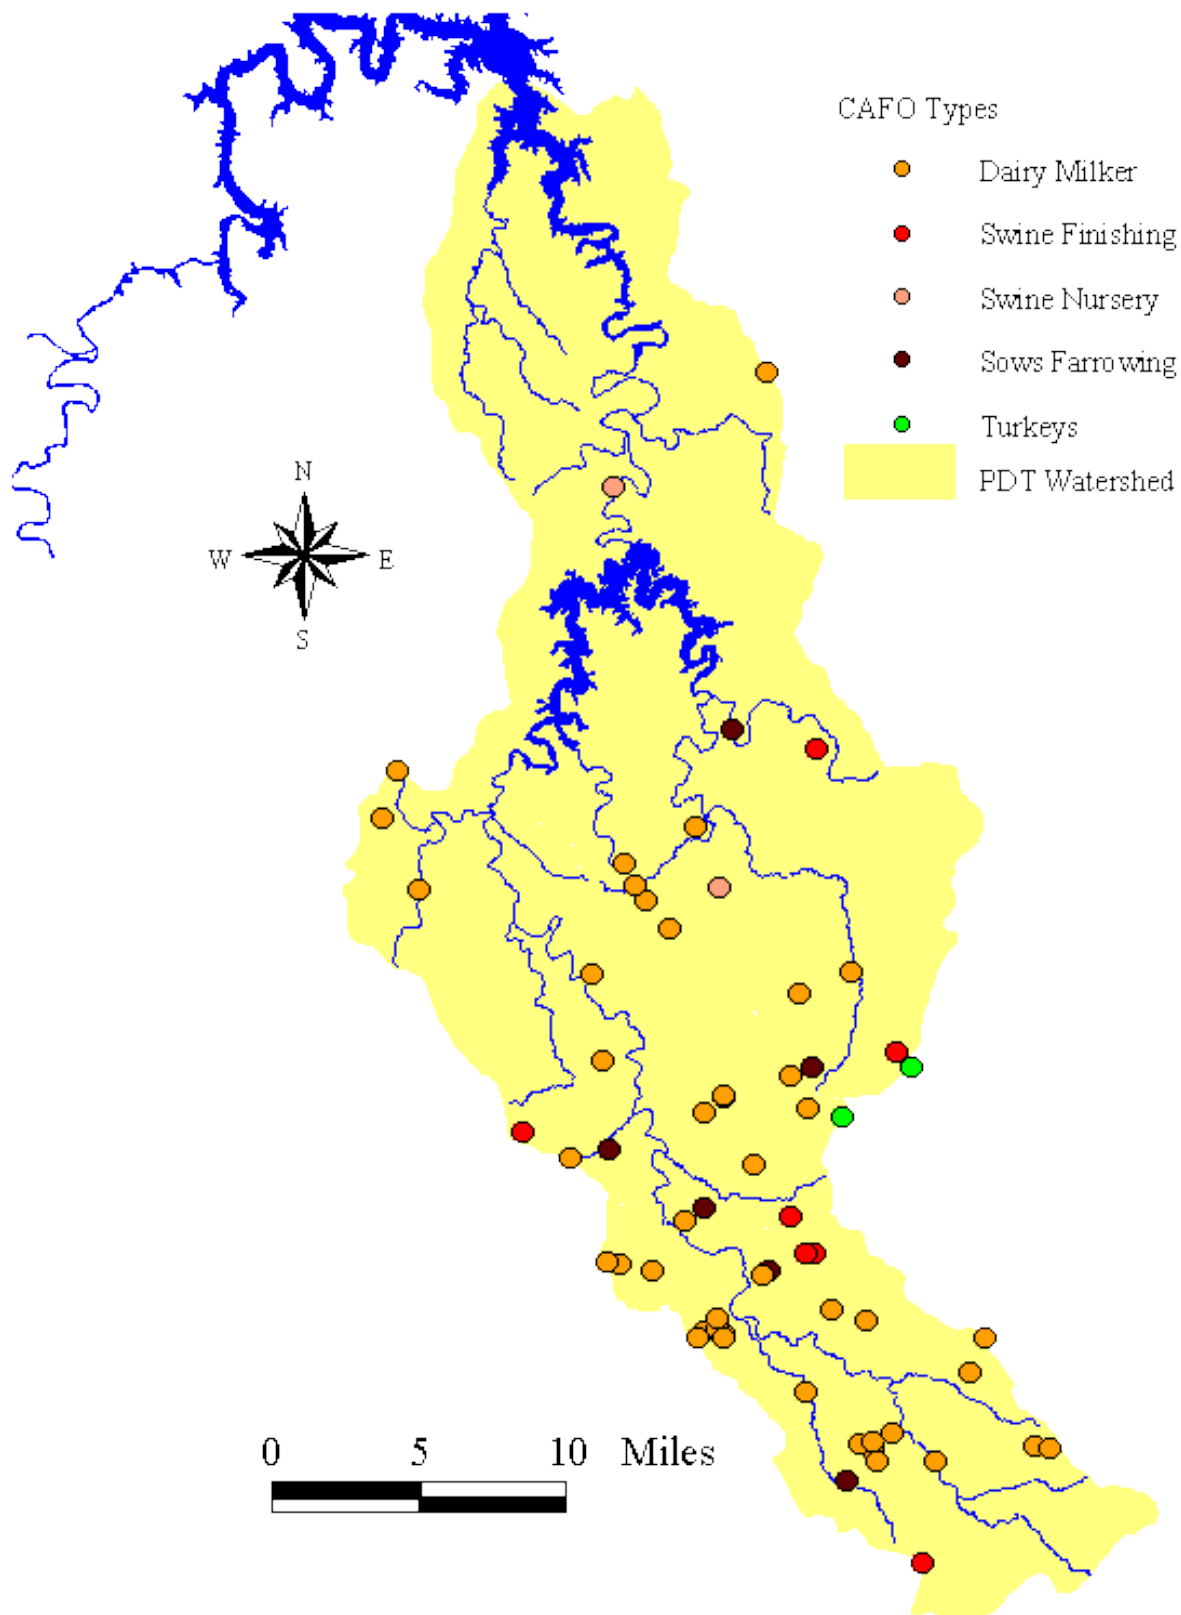 CAFO Types
Dairy Milker
Swine Finishing
Swine Nursery
Sows Farrowing
Turkeys
PDT Watershed
N
W E
S
0 5 10 Miles